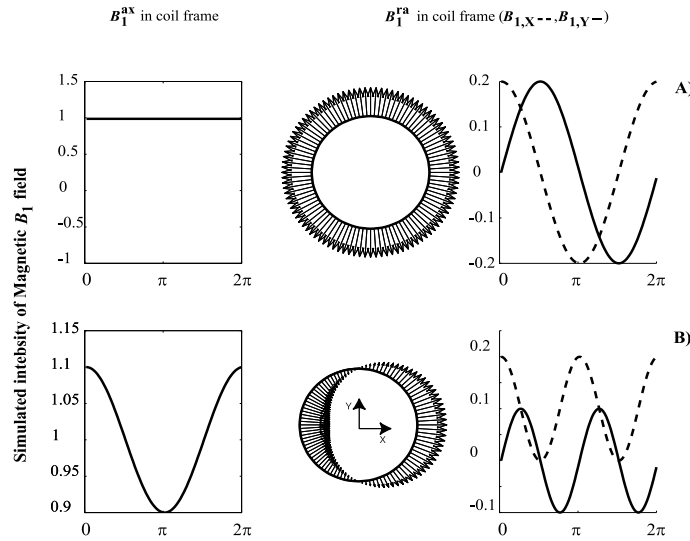 B₁ᵃˣ in coil frame
B₁ʳᵃ in coil frame (B₁,X - -, B₁,Y –)
Simulated intebsity of Magnetic B₁ field
A)
1.5
1
0.5
0
-0.5
-1
0 π 2π
0.2
0.1
0
-0.1
-0.2
0 π 2π
B)
1.15
1.10
1.05
1
0.95
0.9
0 π 2π
Y
X
0.2
0.1
0
-0.1
0 π 2π